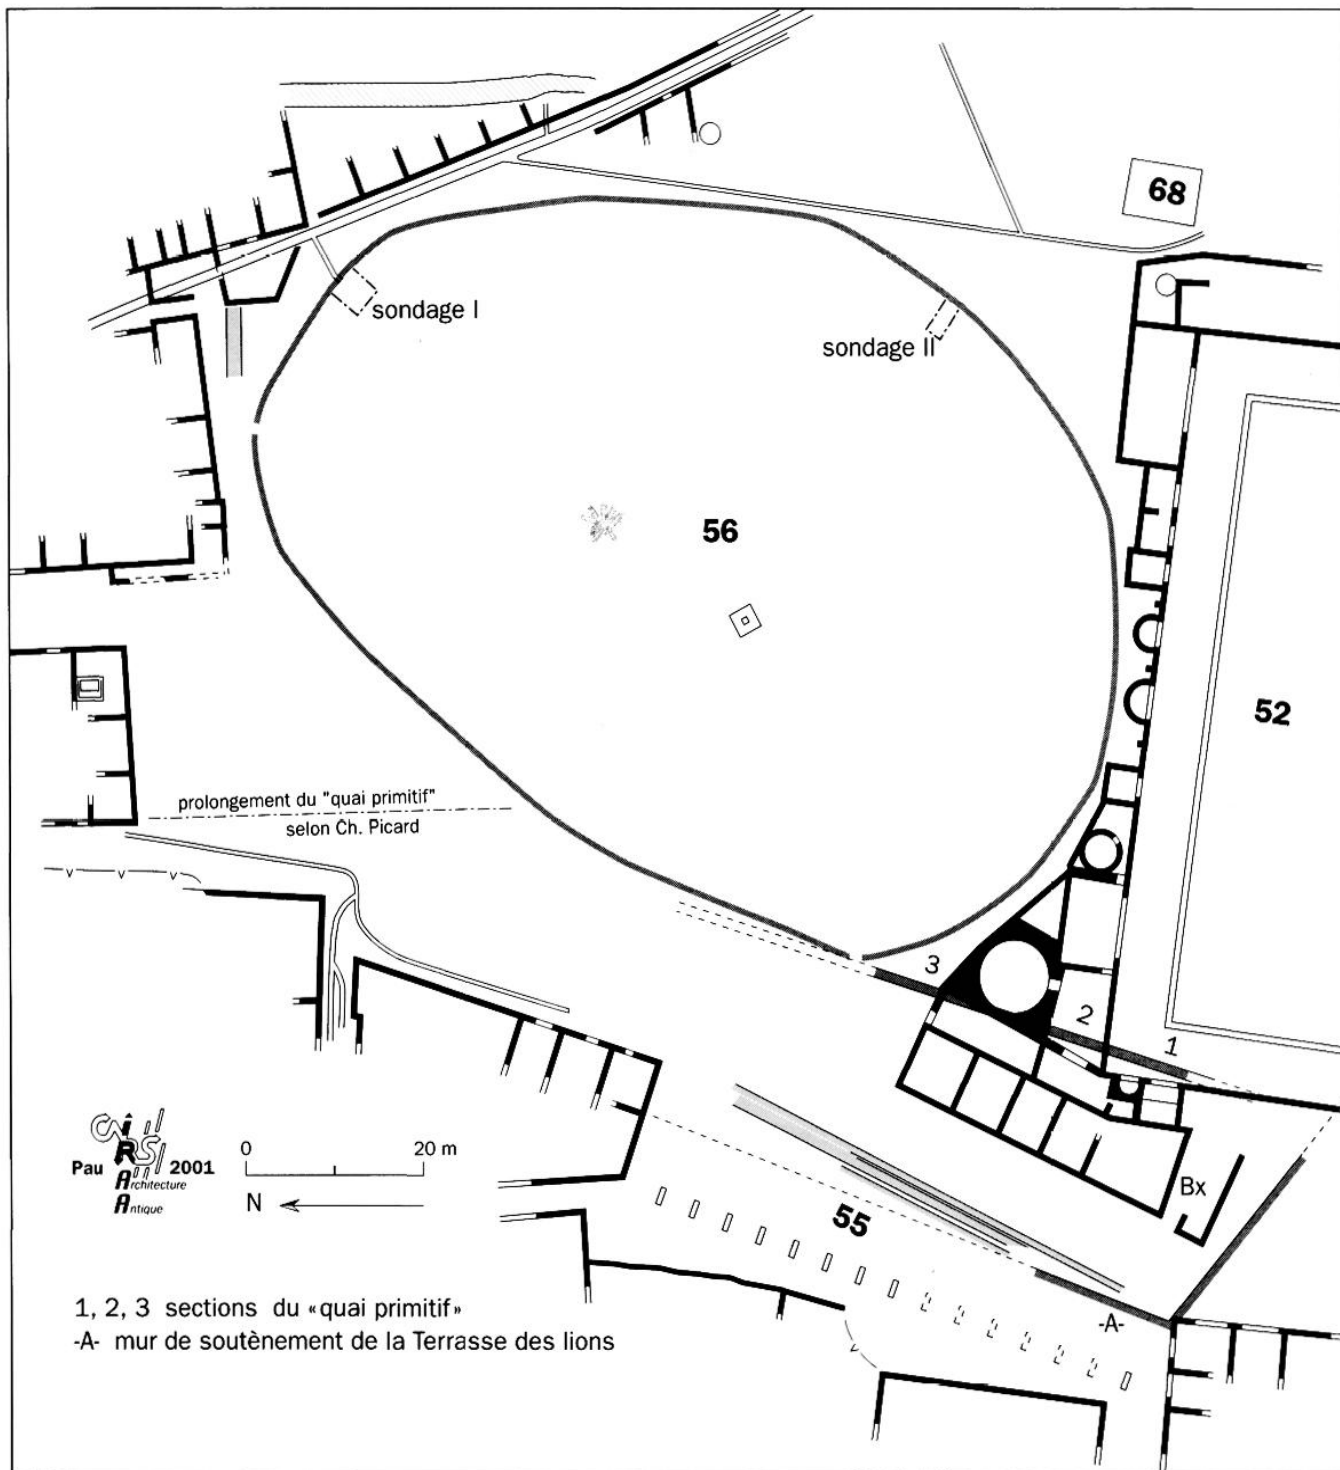 68
sondage I
sondage II
56
52
prolongement du "quai primitif"
selon Ch. Picard
3
2
1
Pau
2001
IRAA
Architecture
Antique
0 20 m
N
55
Bx
-A-
1, 2, 3 sections du «quai primitif»
-A- mur de soutènement de la Terrasse des lions